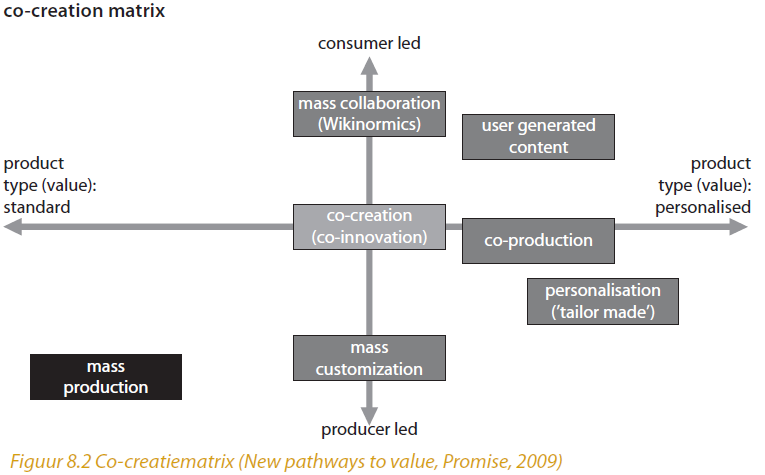 co-creation matrix
consumer led
mass collaboration
(Wikinormics)
user generated
content
product
type (value):
standard
product
type (value):
personalised
co-creation
(co-innovation)
co-production
personalisation
('tailor made')
mass
customization
mass
production
producer led
Figuur 8.2 Co-creatiematrix (New pathways to value, Promise, 2009)